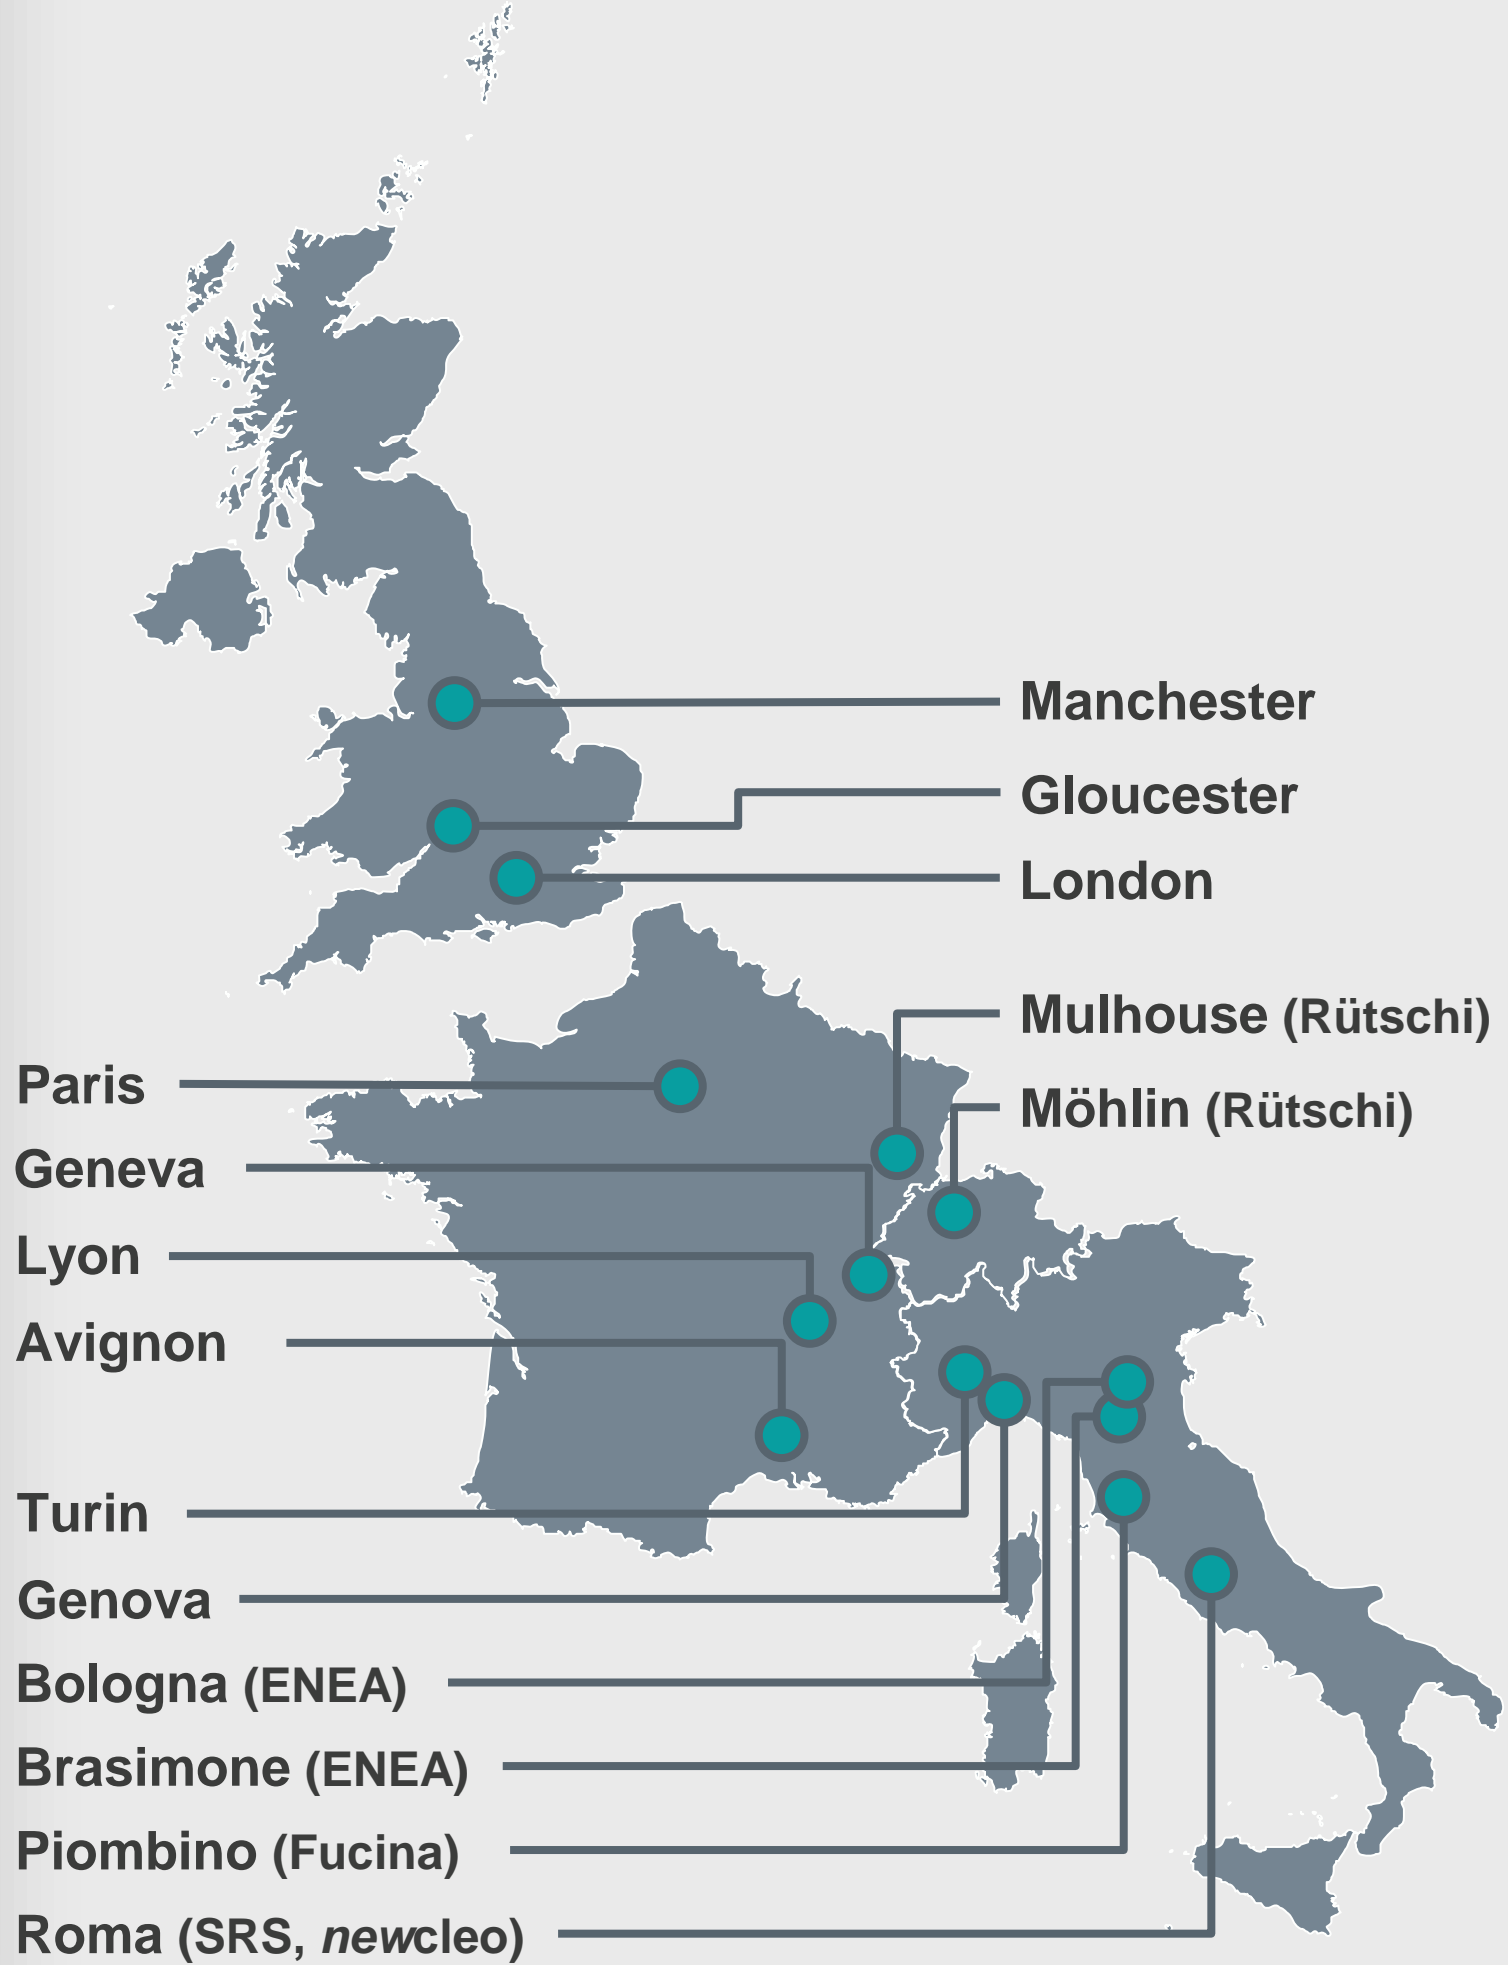 Manchester
Gloucester
London
Mulhouse (Rütschi)
Möhlin (Rütschi)
Paris
Geneva
Lyon
Avignon
Turin
Genova
Bologna (ENEA)
Brasimone (ENEA)
Piombino (Fucina)
Roma (SRS, newcleo)